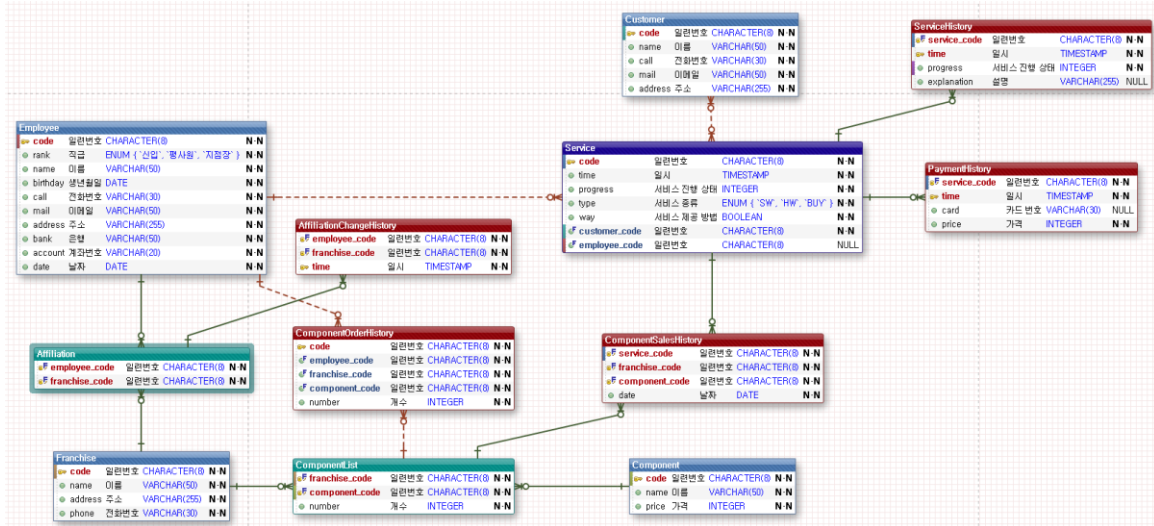 Customer
code 일련번호 CHARACTER(8) N-N
name 이름 VARCHAR(50) N-N
call 전화번호 VARCHAR(30) N-N
mail 이메일 VARCHAR(50) N-N
address 주소 VARCHAR(255) N-N
ServiceHistory
service_code 일련번호 CHARACTER(8) N-N
time 일시 TIMESTAMP N-N
progress 서비스 진행 상태 INTEGER N-N
explanation 설명 VARCHAR(255) NULL
Employee
code 일련번호 CHARACTER(8) N-N
rank 직급 ENUM { '신입', '평사원', '지점장' } N-N
name 이름 VARCHAR(50) N-N
birthday 생년월일 DATE N-N
call 전화번호 VARCHAR(30) N-N
mail 이메일 VARCHAR(50) N-N
address 주소 VARCHAR(255) N-N
bank 은행 VARCHAR(50) N-N
account 계좌번호 VARCHAR(20) N-N
date 날짜 DATE N-N
Service
code 일련번호 CHARACTER(8) N-N
time 일시 TIMESTAMP N-N
progress 서비스 진행 상태 INTEGER N-N
type 서비스 종류 ENUM { 'SW', 'HW', 'BUY' } N-N
way 서비스 제공 방법 BOOLEAN N-N
customer_code 일련번호 CHARACTER(8) N-N
employee_code 일련번호 CHARACTER(8) NULL
PaymentHistory
service_code 일련번호 CHARACTER(8) N-N
time 일시 TIMESTAMP N-N
card 카드 번호 VARCHAR(30) NULL
price 가격 INTEGER N-N
AffiliationChangeHistory
employee_code 일련번호 CHARACTER(8) N-N
franchise_code 일련번호 CHARACTER(8) N-N
time 일시 TIMESTAMP N-N
Affiliation
employee_code 일련번호 CHARACTER(8) N-N
franchise_code 일련번호 CHARACTER(8) N-N
ComponentOrderHistory
code 일련번호 CHARACTER(8) N-N
employee_code 일련번호 CHARACTER(8) N-N
franchise_code 일련번호 CHARACTER(8) N-N
component_code 일련번호 CHARACTER(8) N-N
number 개수 INTEGER N-N
ComponentSalesHistory
service_code 일련번호 CHARACTER(8) N-N
franchise_code 일련번호 CHARACTER(8) N-N
component_code 일련번호 CHARACTER(8) N-N
date 날짜 DATE N-N
Franchise
code 일련번호 CHARACTER(8) N-N
name 이름 VARCHAR(50) N-N
address 주소 VARCHAR(255) N-N
phone 전화번호 VARCHAR(30) N-N
ComponentList
franchise_code 일련번호 CHARACTER(8) N-N
component_code 일련번호 CHARACTER(8) N-N
number 개수 INTEGER N-N
Component
code 일련번호 CHARACTER(8) N-N
name 이름 VARCHAR(50) N-N
price 가격 INTEGER N-N